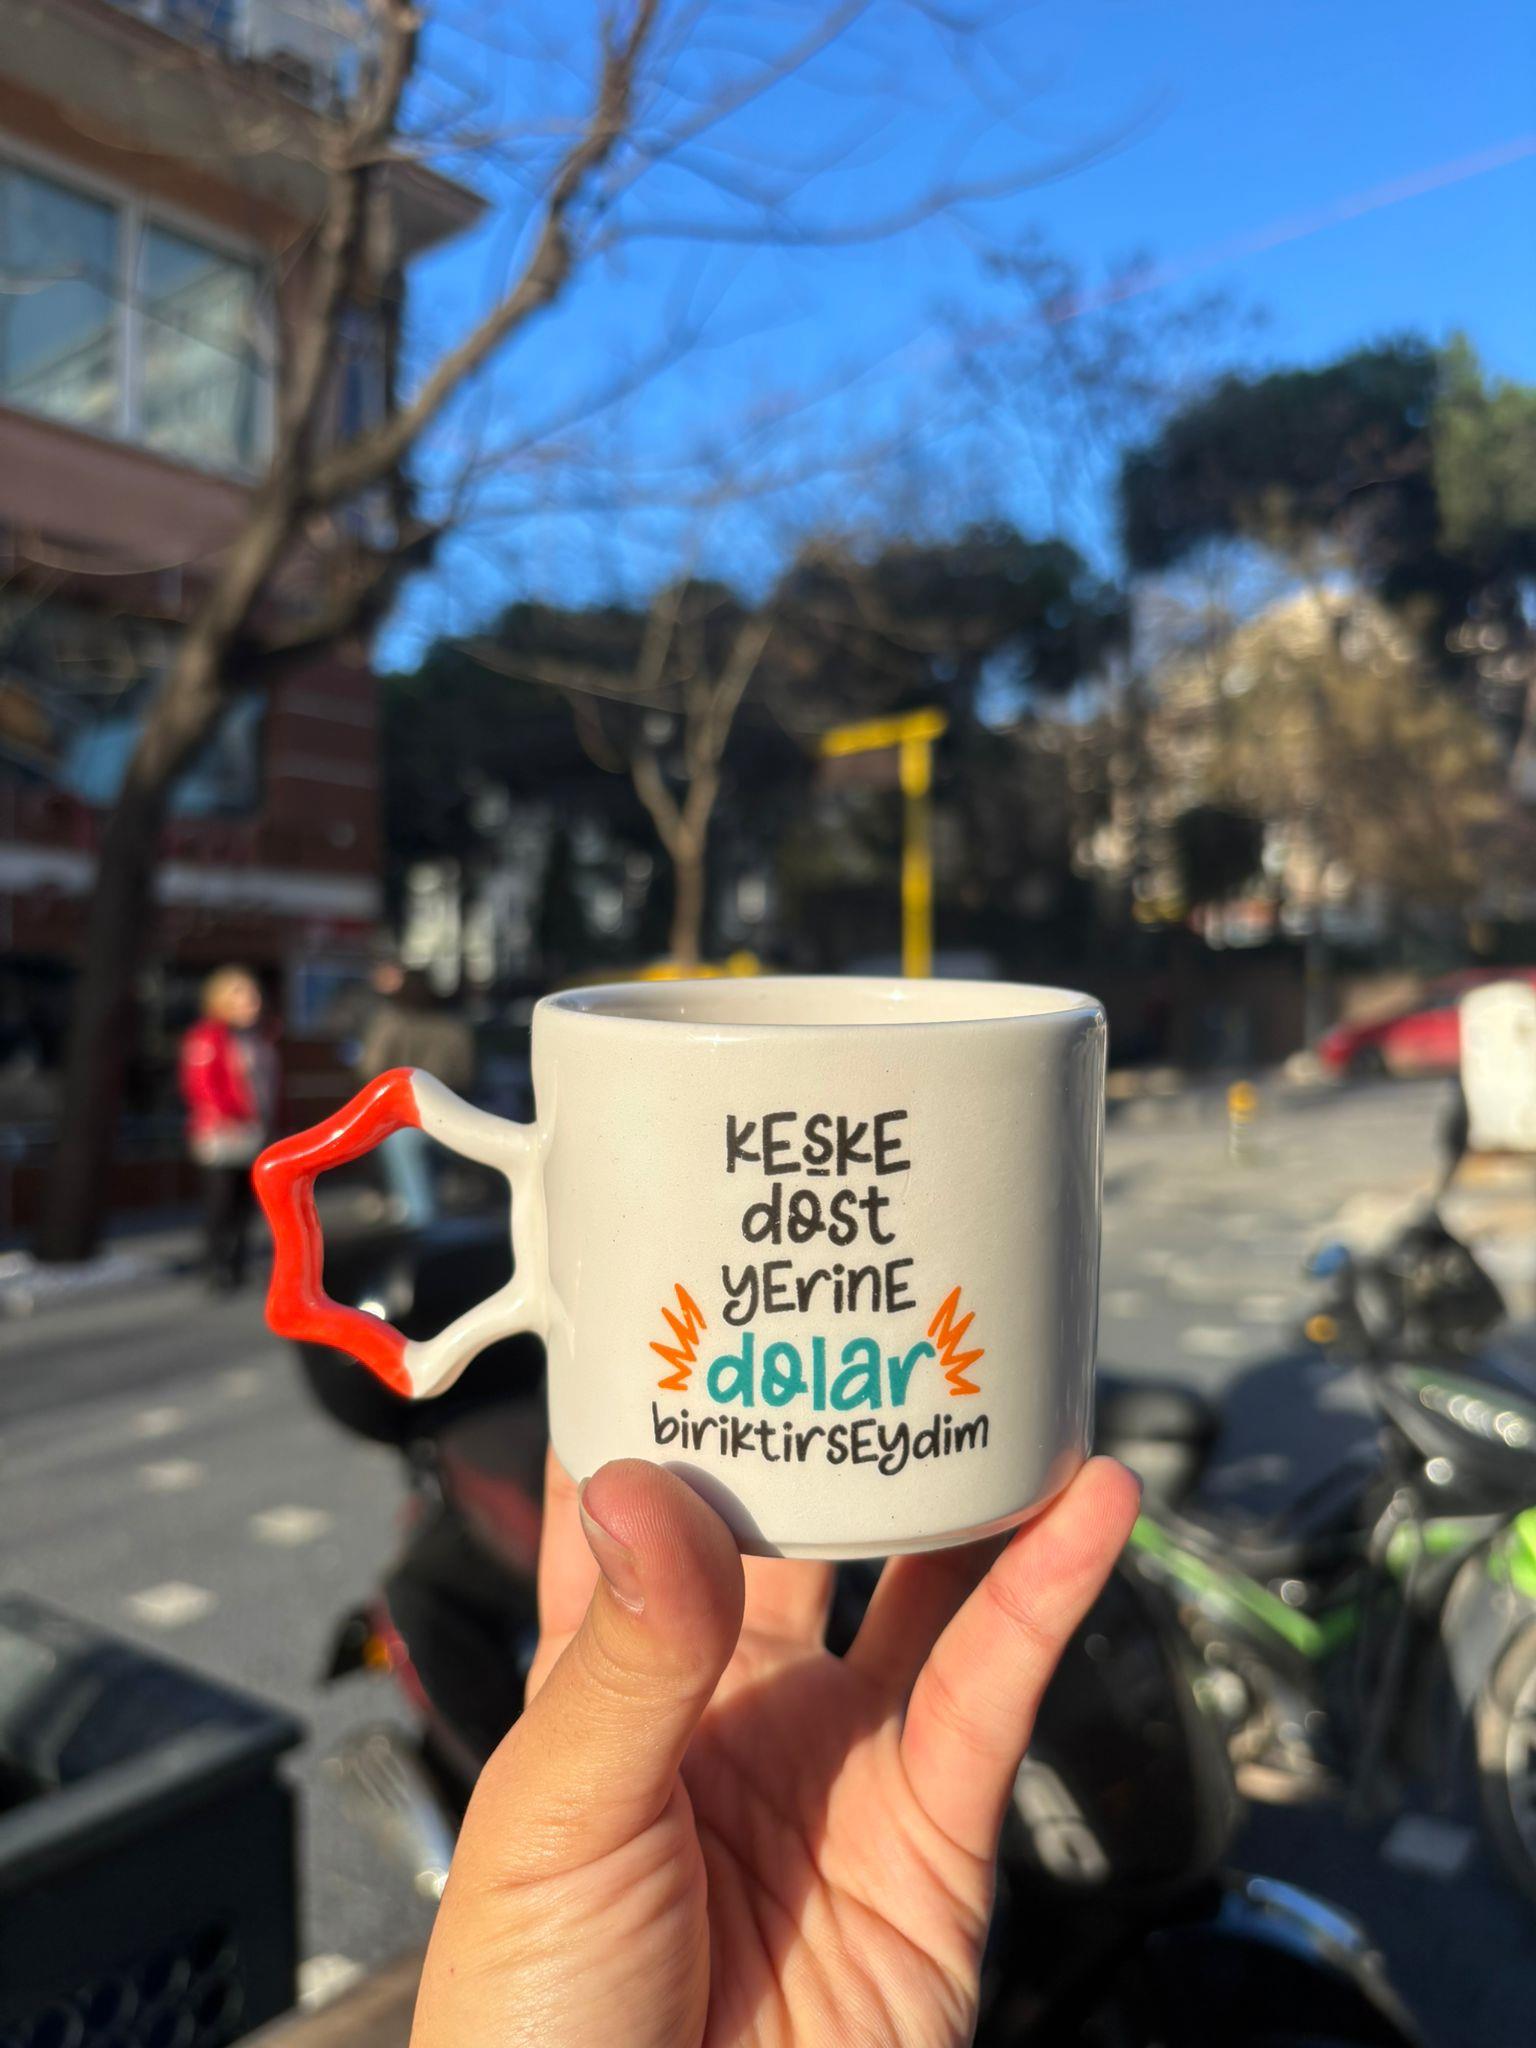 KEŞKE
dost
yErinE
dolar
biriktirsEydim